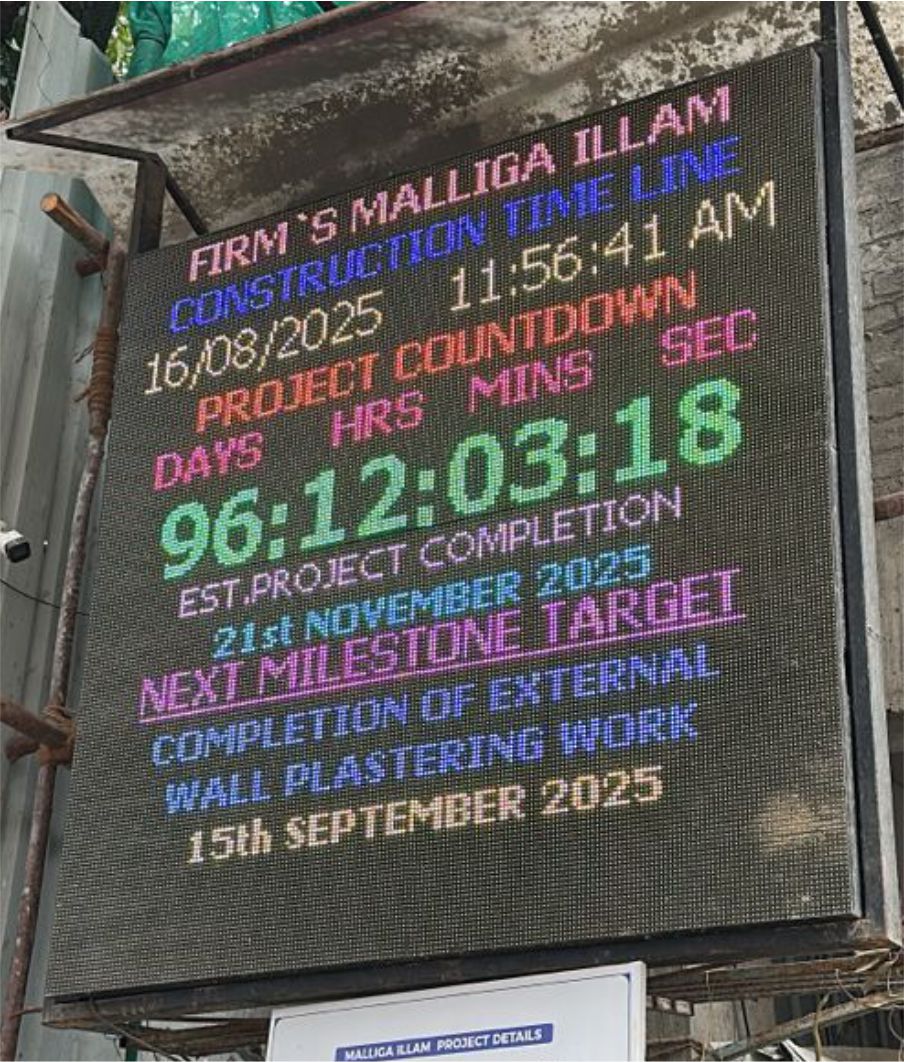 FIRM`S MALLIGA ILLAM
CONSTRUCTION TIME LINE
16/08/2025 11:56:41 AM
PROJECT COUNTDOWN
DAYS HRS MINS SEC
96:12:03:18
EST.PROJECT COMPLETION
21st NOVEMBER 2025
NEXT MILESTONE TARGET
COMPLETION OF EXTERNAL
WALL PLASTERING WORK
15th SEPTEMBER 2025
MALLIGA ILLAM PROJECT DETAILS